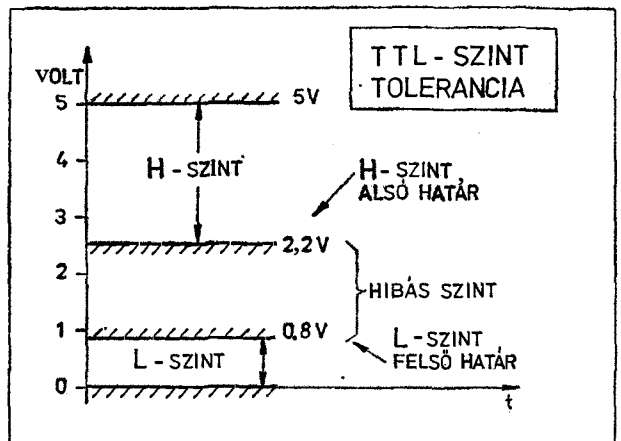 TTL-SZINT
TOLERANCIA
VOLT
5
5V
4
H-SZINT
H-SZINT
ALSÓ HATÁR
3
2,2V
2
HIBÁS SZINT
1
0,8V
L-SZINT
L-SZINT
FELSŐ HATÁR
0
t